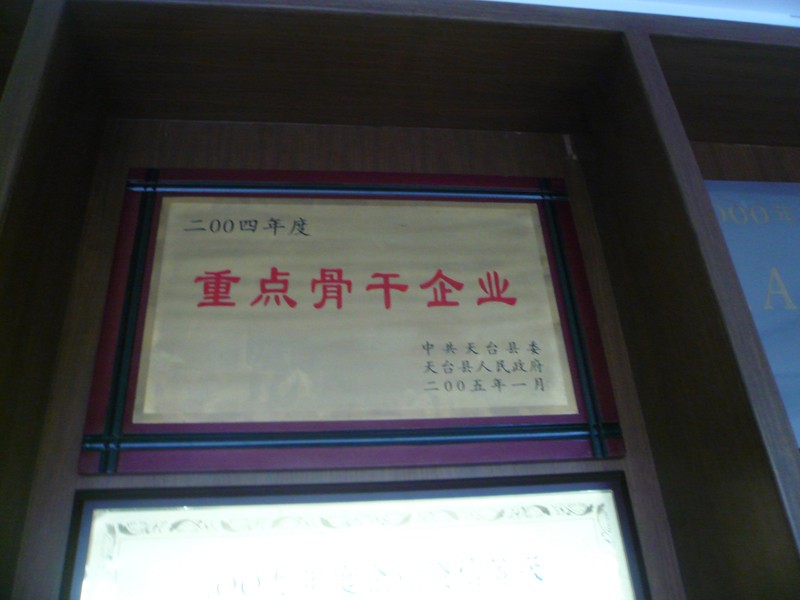 二00四年度
重点骨干企业
中共天台县委
天台县人民政府
二00五年一月
A